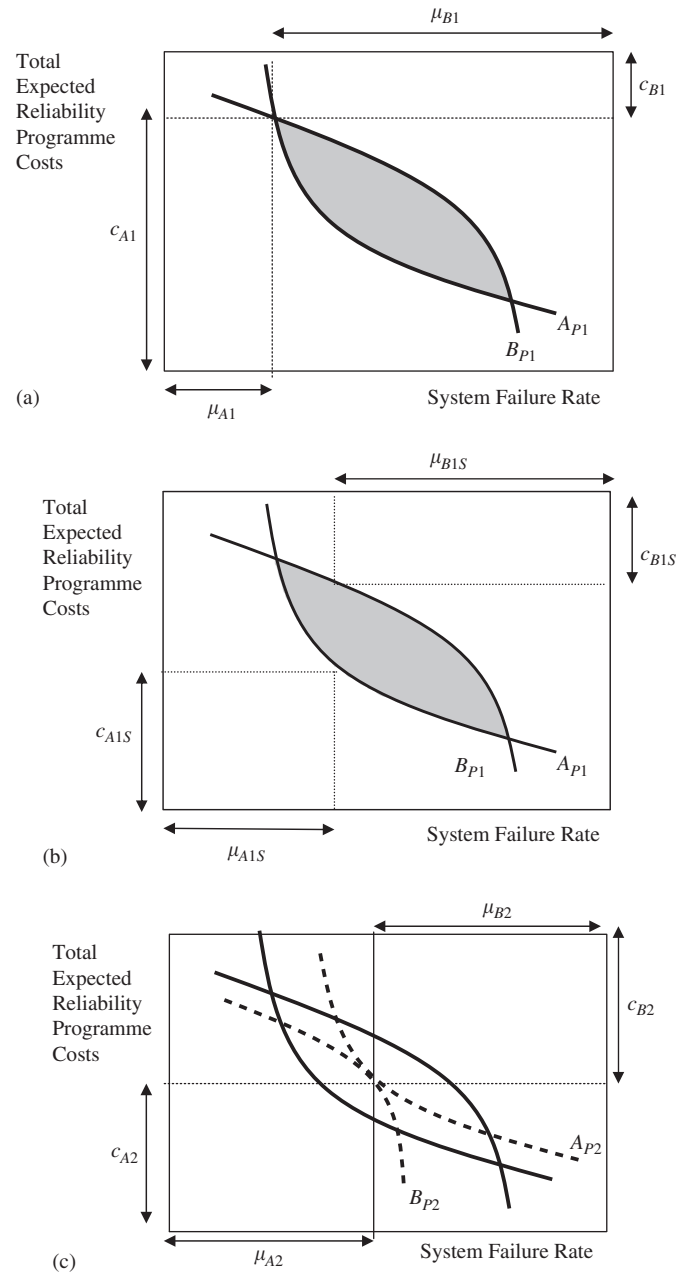 μB1
Total
Expected
Reliability
Programme
Costs
cB1
cA1
AP1
BP1
(a)
μA1
System Failure Rate
μB1S
Total
Expected
Reliability
Programme
Costs
cB1S
cA1S
BP1
AP1
System Failure Rate
μA1S
(b)
μB2
Total
Expected
Reliability
Programme
Costs
cB2
cA2
AP2
BP2
μA2
System Failure Rate
(c)